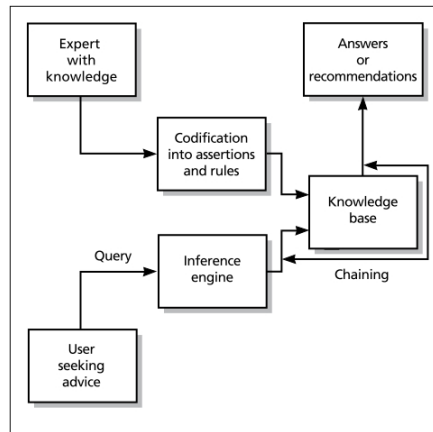 Expert
with
knowledge
Answers
or
recommendations
Codification
into assertions
and rules
Knowledge
base
Query
Inference
engine
Chaining
User
seeking
advice